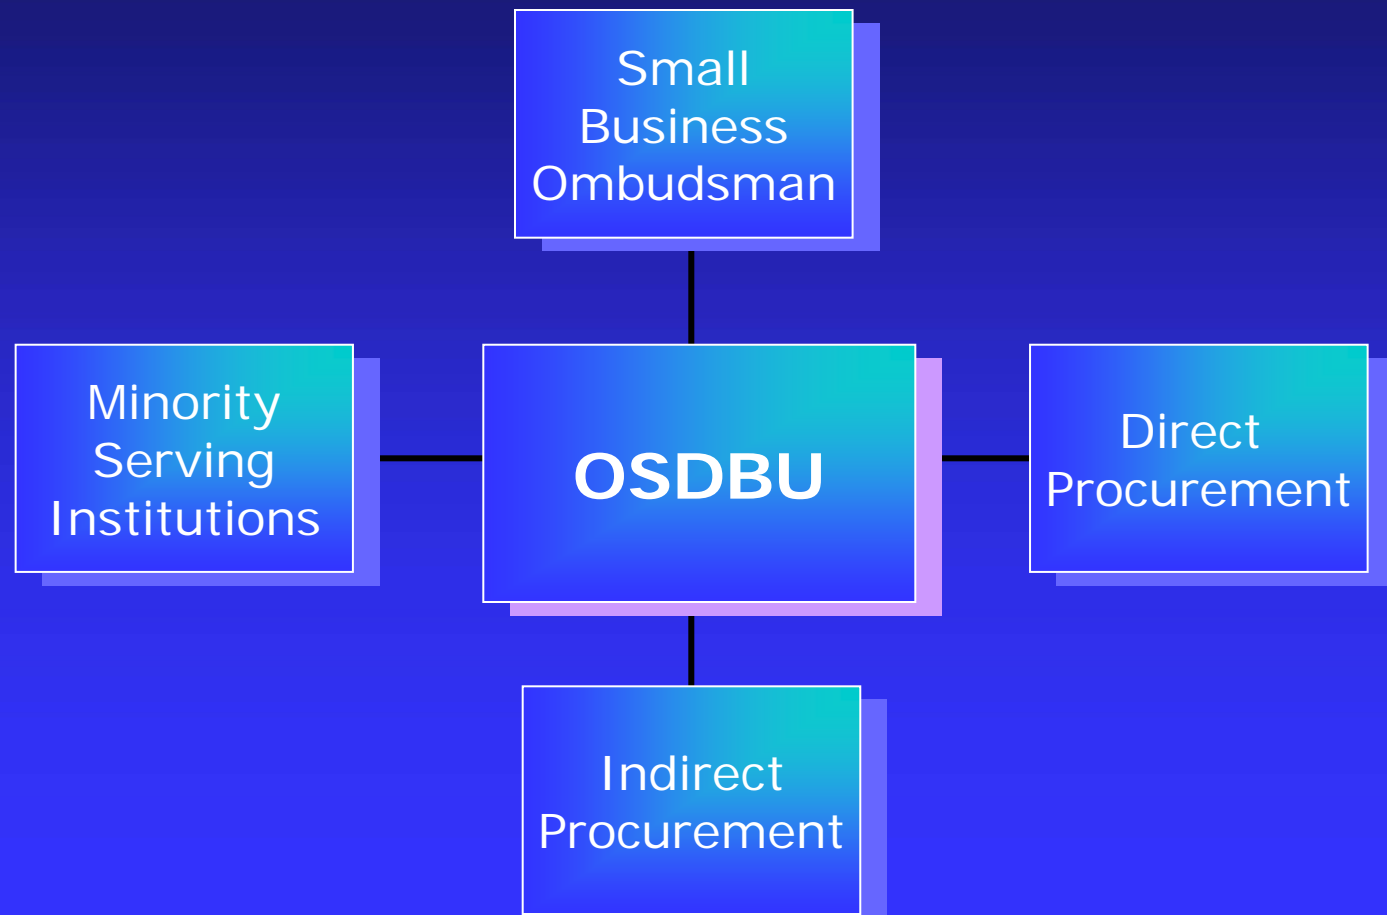 Small
Business
Ombudsman
Minority
Serving
Institutions
OSDBU
Direct
Procurement
Indirect
Procurement